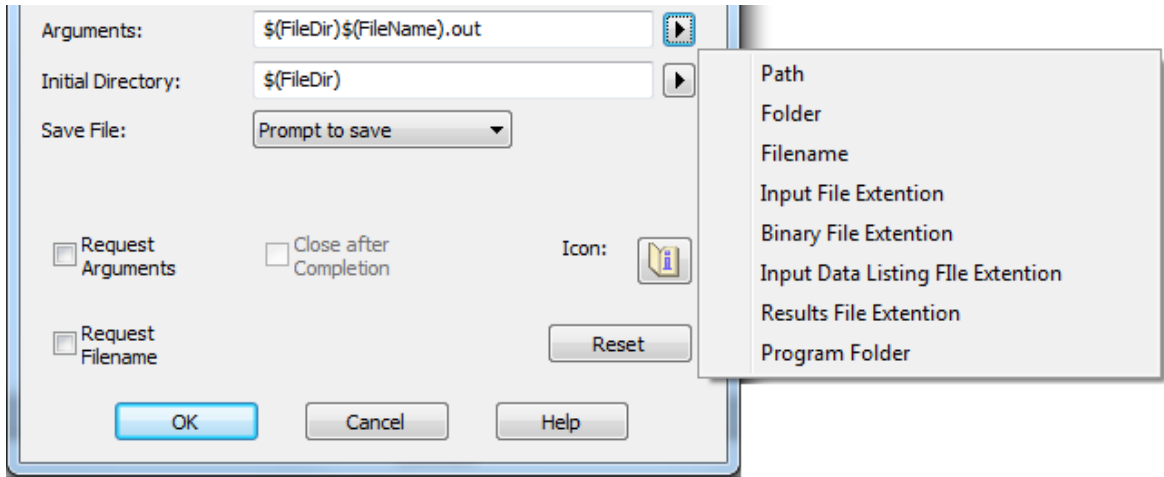 Arguments:
$(FileDir)$(FileName).out
Initial Directory:
$(FileDir)
Save File:
Prompt to save
Request
Arguments
Close after
Completion
Icon:
Request
Filename
Reset
OK
Cancel
Help
Path
Folder
Filename
Input File Extention
Binary File Extention
Input Data Listing FIle Extention
Results File Extention
Program Folder